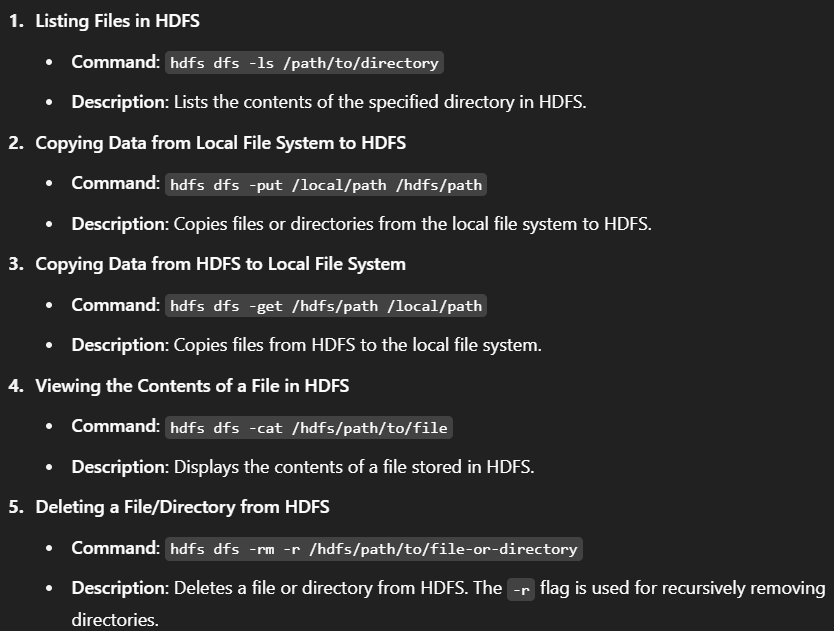 1. Listing Files in HDFS
• Command: hdfs dfs -ls /path/to/directory
• Description: Lists the contents of the specified directory in HDFS.
2. Copying Data from Local File System to HDFS
• Command: hdfs dfs -put /local/path /hdfs/path
• Description: Copies files or directories from the local file system to HDFS.
3. Copying Data from HDFS to Local File System
• Command: hdfs dfs -get /hdfs/path /local/path
• Description: Copies files from HDFS to the local file system.
4. Viewing the Contents of a File in HDFS
• Command: hdfs dfs -cat /hdfs/path/to/file
• Description: Displays the contents of a file stored in HDFS.
5. Deleting a File/Directory from HDFS
• Command: hdfs dfs -rm -r /hdfs/path/to/file-or-directory
• Description: Deletes a file or directory from HDFS. The -r flag is used for recursively removing
directories.